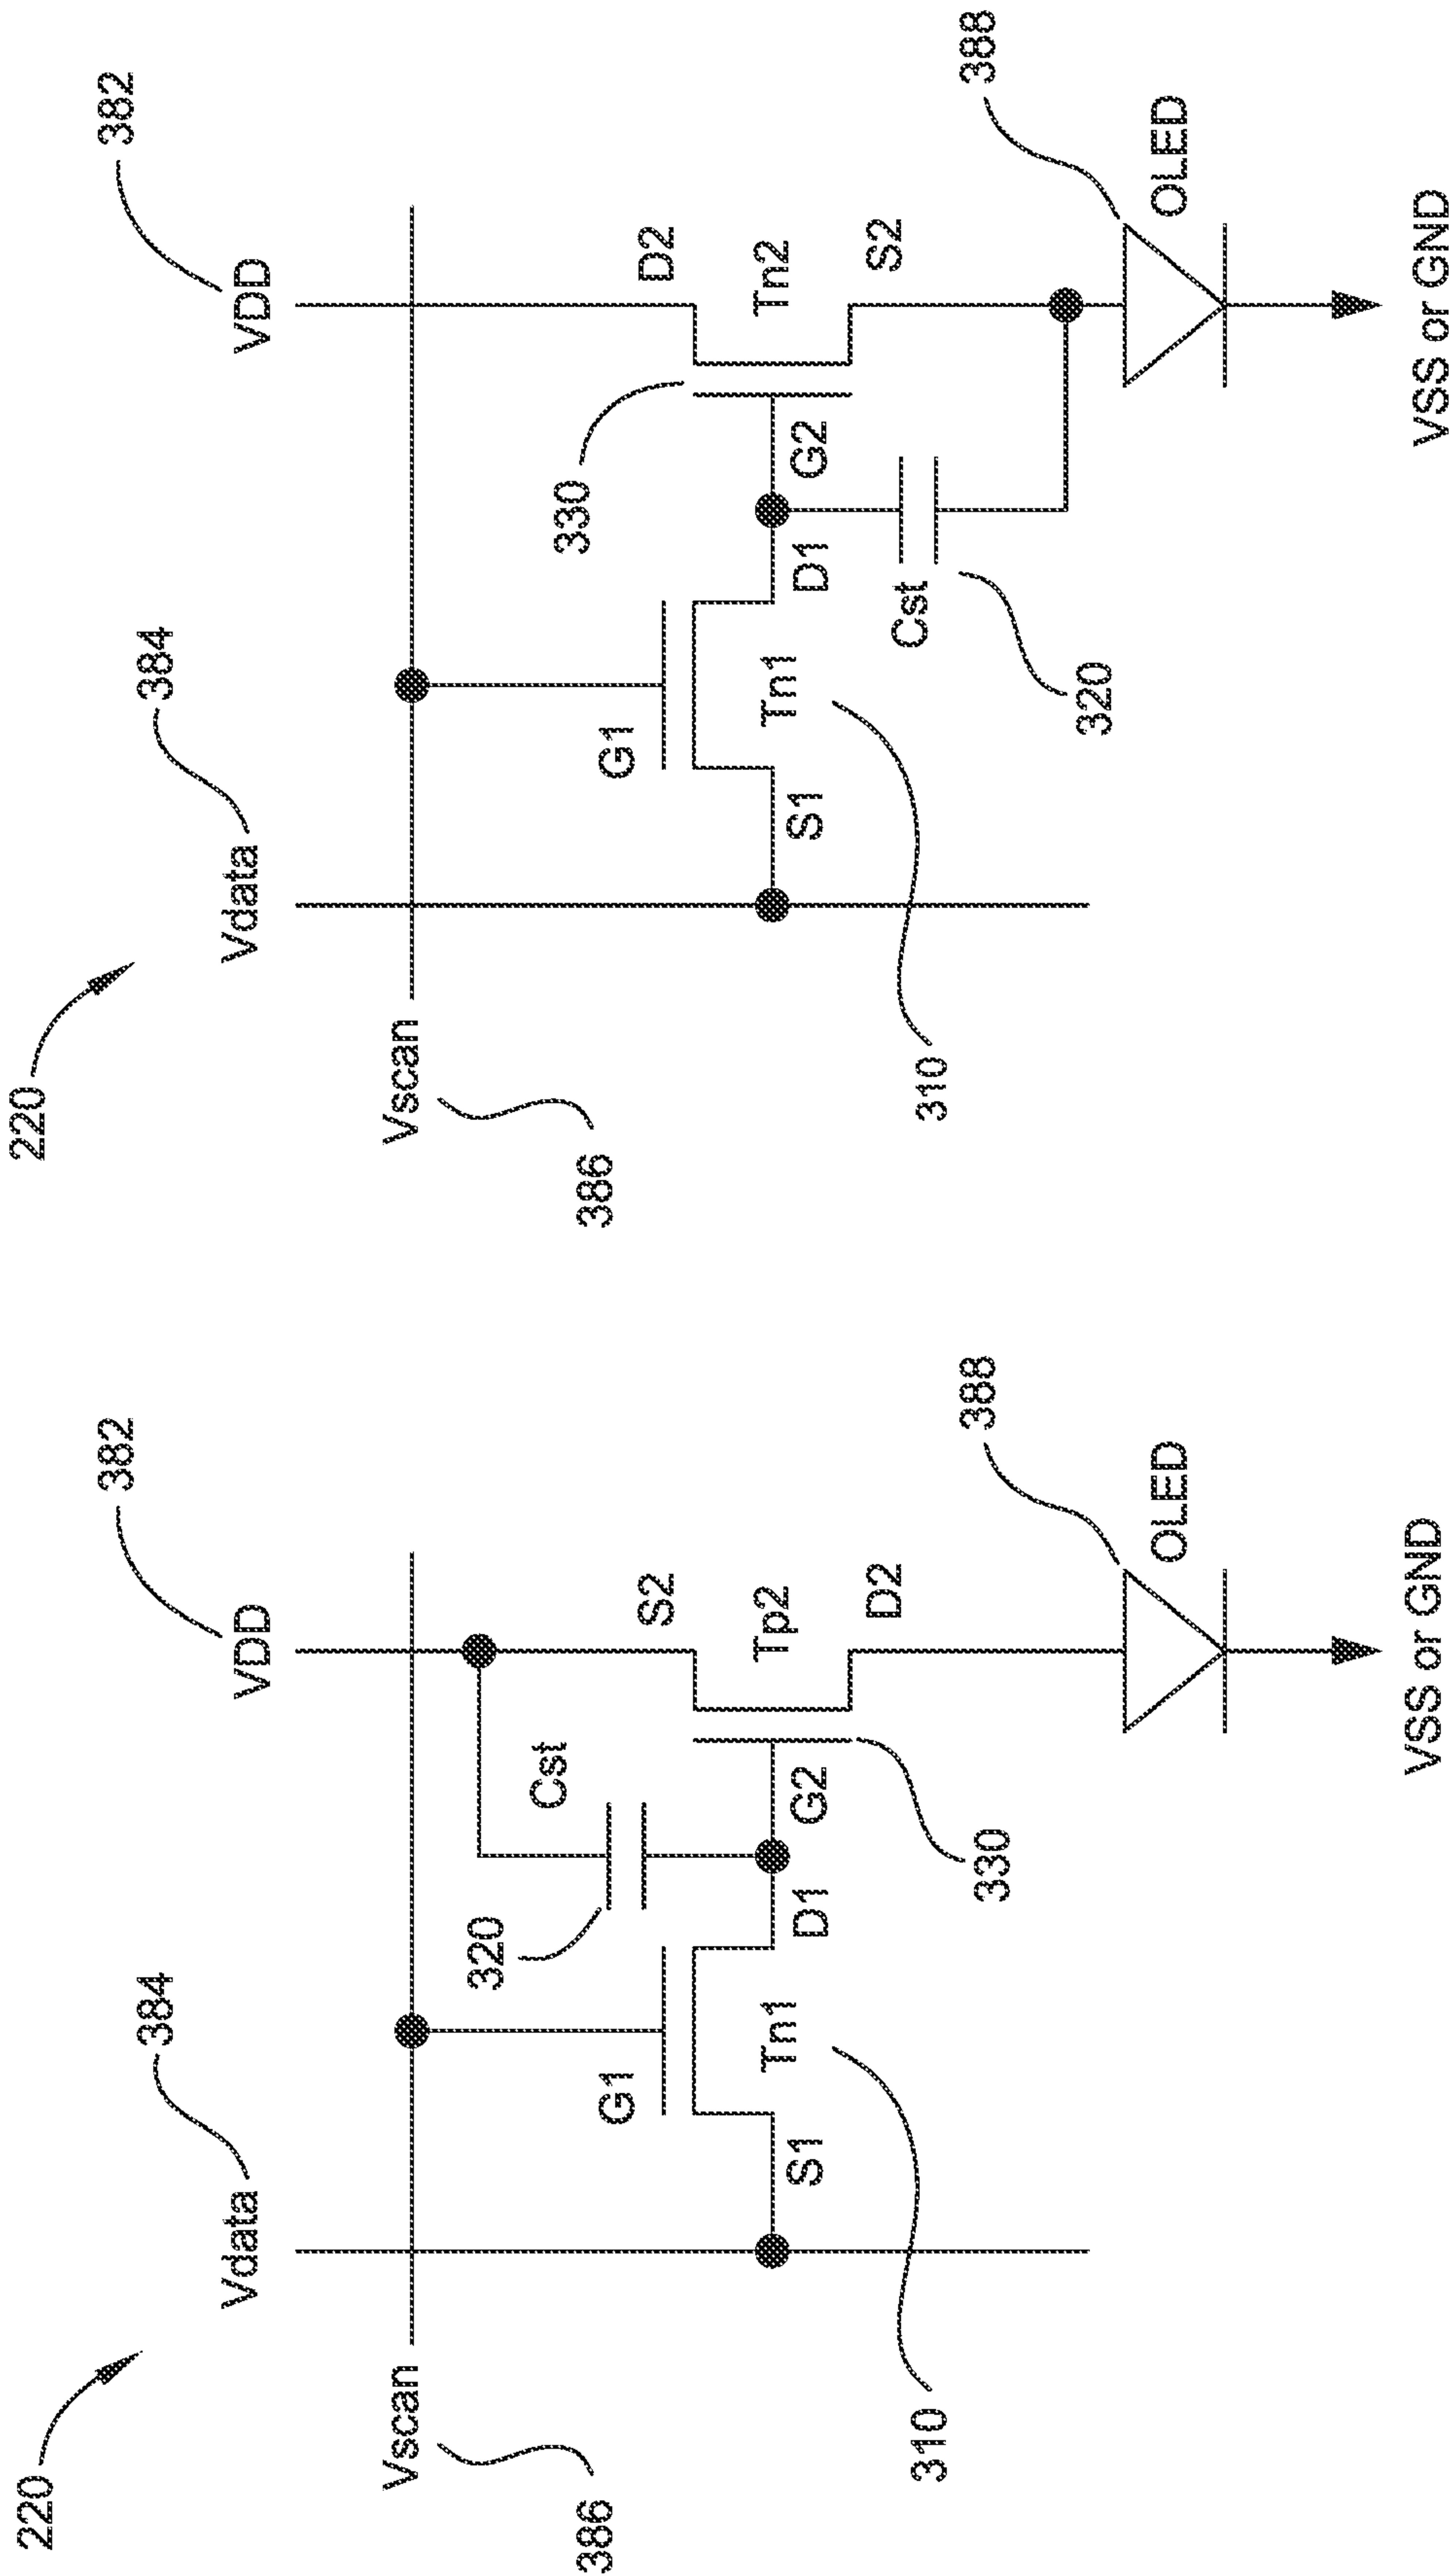 220
Vdata
384
VDD
382
Vscan
386
G1
320
Cst
S2
S1
Tn1
D1
G2
Tp2
D2
310
330
388
OLED
VSS or GND
220
Vdata
384
VDD
382
Vscan
386
330
D2
G1
S1
Tn1
D1
G2
Tn2
S2
Cst
310
320
388
OLED
VSS or GND